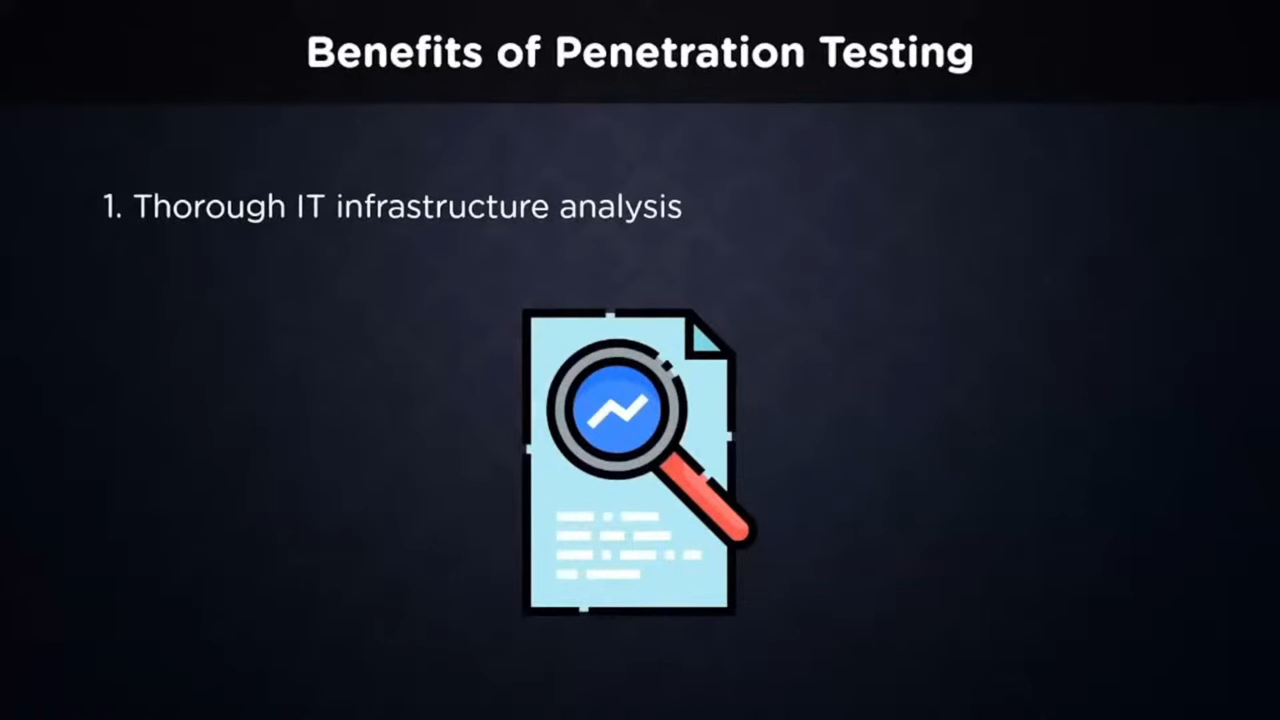 Benefits of Penetration Testing
1. Thorough IT infrastructure analysis